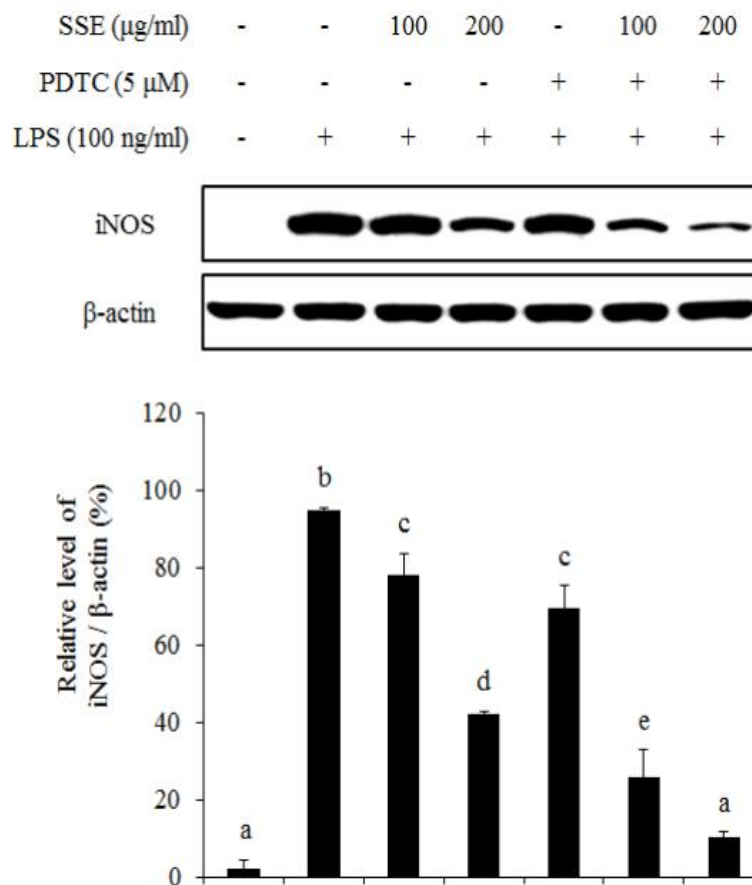 SSE (μg/ml) - - 100 200 - 100 200
PDTC (5 μM) - - - - + + +
LPS (100 ng/ml) - + + + + + +
iNOS
β-actin
Relative level of
iNOS / β-actin (%)
120
100
80
60
40
20
0
a b c d c e a